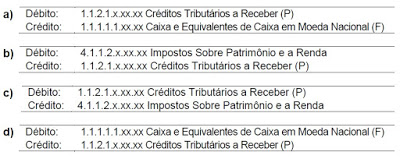 a) Débito: 1.1.2.1.x.xx.xx Créditos Tributários a Receber (P)
Crédito: 1.1.1.1.1.xx.xx Caixa e Equivalentes de Caixa em Moeda Nacional (F)
b) Débito: 4.1.1.2.x.xx.xx Impostos Sobre Patrimônio e a Renda
Crédito: 1.1.2.1.x.xx.xx Créditos Tributários a Receber (P)
c) Débito: 1.1.2.x.xx.xx Créditos Tributários a Receber (P)
Crédito: 4.1.1.2.x.xx.xx Impostos Sobre Patrimônio e a Renda
d) Débito: 1.1.1.1.1.xx.xx Caixa e Equivalentes de Caixa em Moeda Nacional (F)
Crédito: 1.1.2.1.x.xx.xx Créditos Tributários a Receber (P)